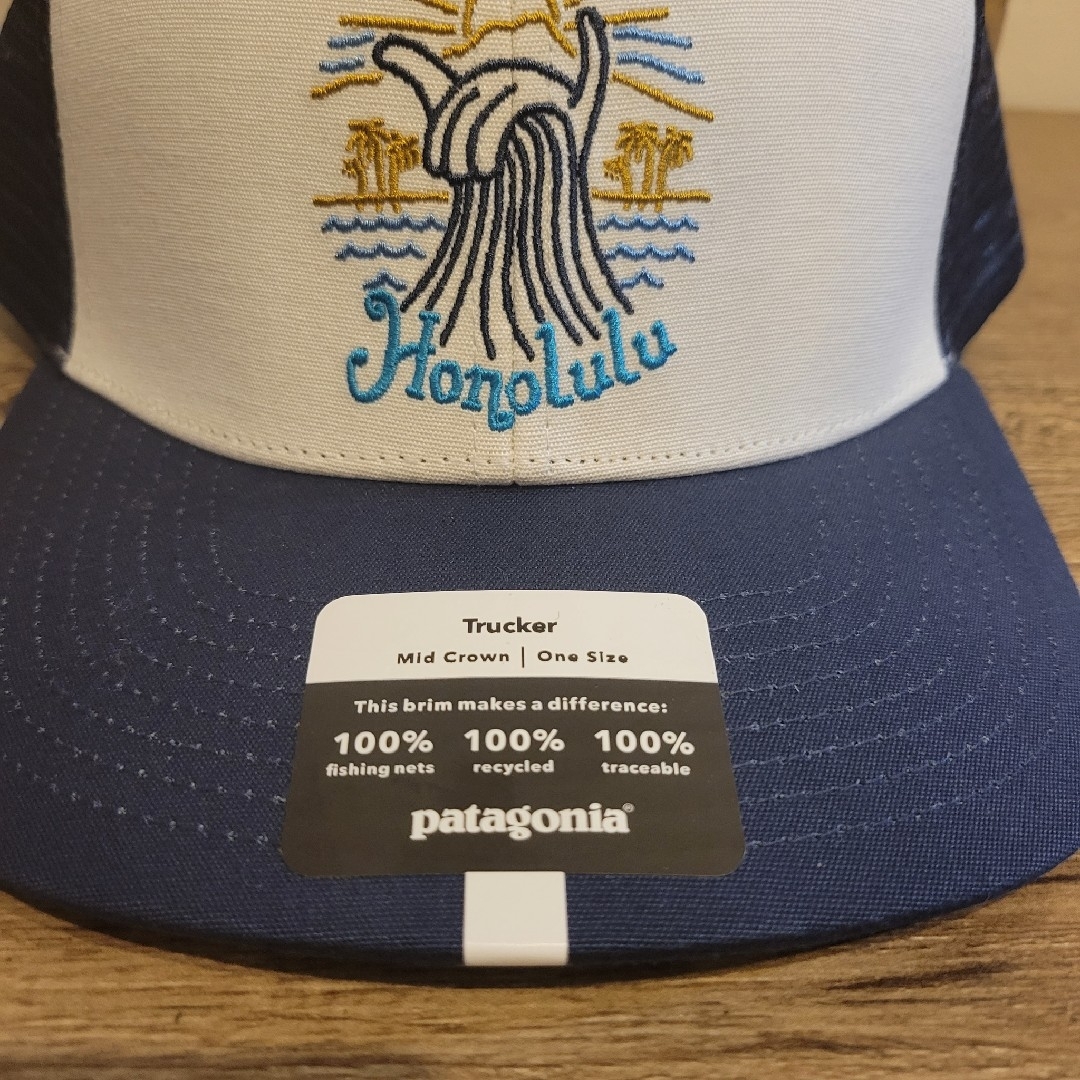 Honolulu
Trucker
Mid Crown | One Size
This brim makes a difference:
100% 100% 100%
fishing nets recycled traceable
patagonia®